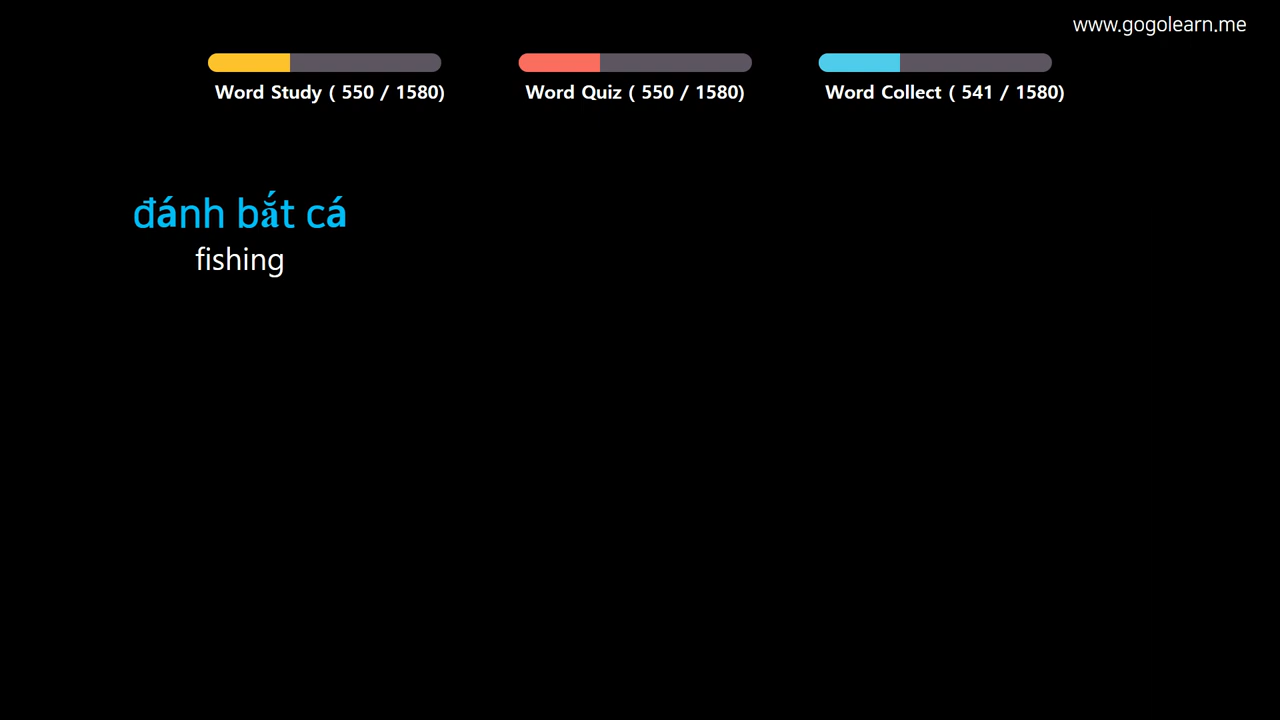 www.gogolearn.me
Word Study ( 550 / 1580)
Word Quiz ( 550 / 1580)
Word Collect ( 541 / 1580)
đánh bắt cá
fishing